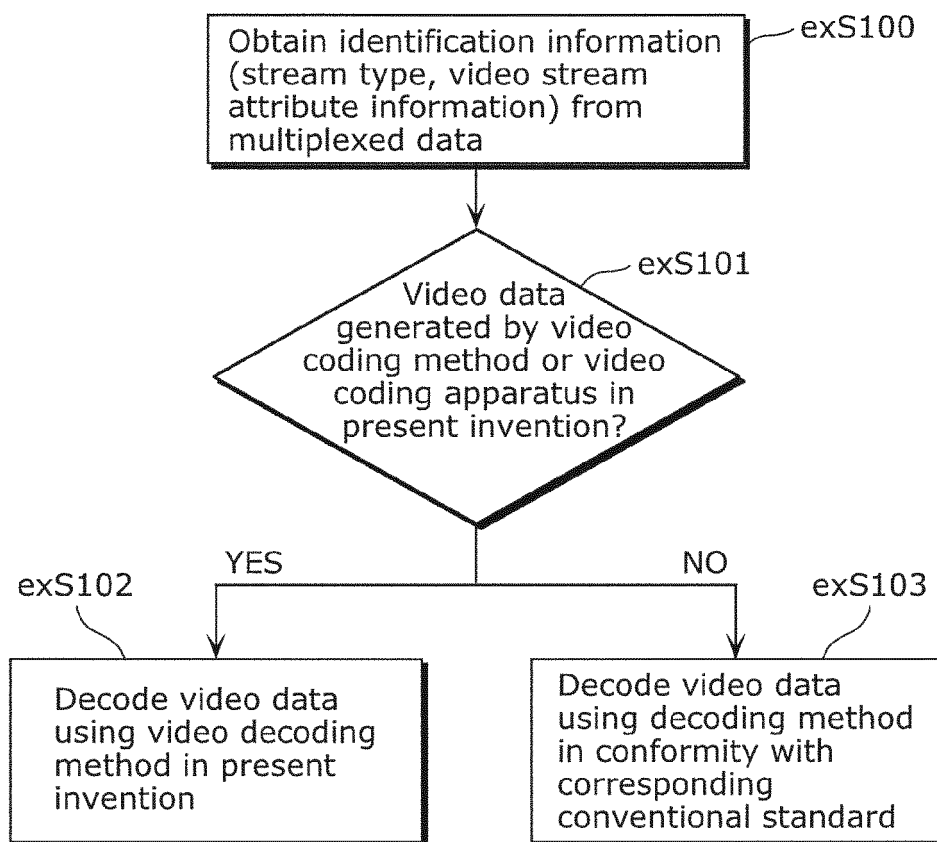 exS100
Obtain identification information
(stream type, video stream
attribute information) from
multiplexed data
exS101
Video data
generated by video
coding method or video
coding apparatus in
present invention?
YES
NO
exS102
exS103
Decode video data
using video decoding
method in present
invention
Decode video data
using decoding method
in conformity with
corresponding
conventional standard